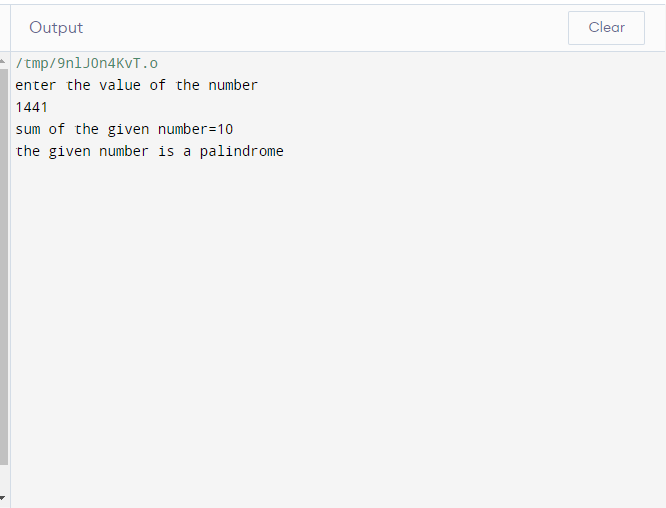 Output
Clear
/tmp/9nlJOn4KvT.o
enter the value of the number
1441
sum of the given number=10
the given number is a palindrome